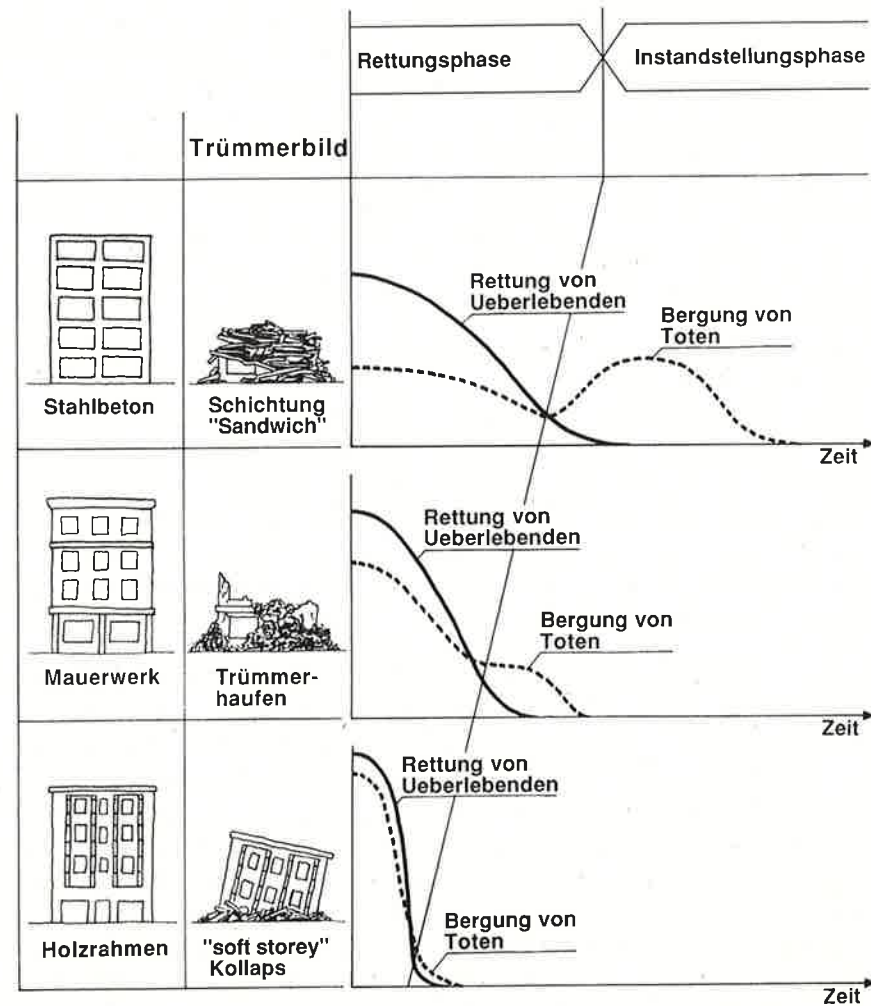 Rettungsphase
Instandstellungsphase
Trümmerbild
Stahlbeton
Schichtung
"Sandwich"
Rettung von
Ueberlebenden
Bergung von
Toten
Zeit
Mauerwerk
Trümmer-
haufen
Rettung von
Ueberlebenden
Bergung von
Toten
Zeit
Holzrahmen
"soft storey"
Kollaps
Rettung von
Ueberlebenden
Bergung von
Toten
Zeit